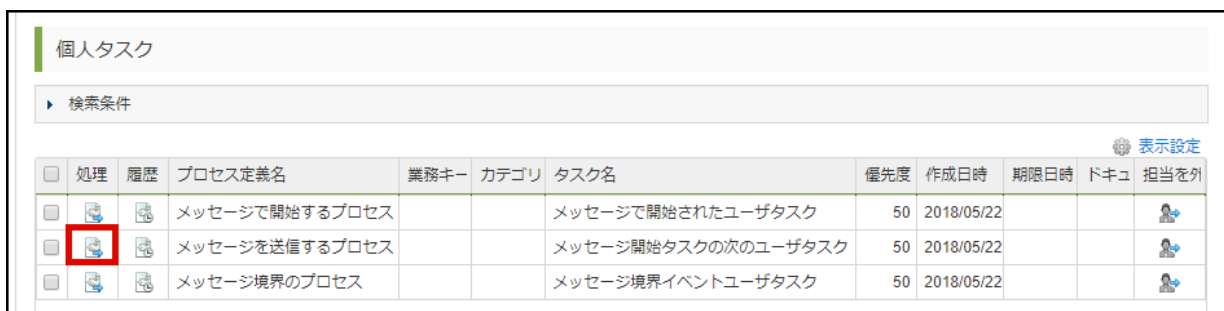 個人タスク
検索条件
表示設定
処理 履歴 プロセス定義名 業務キー カテゴリ タスク名 優先度 作成日時 期限日時 ドキュ 担当を外
メッセージで開始するプロセス メッセージで開始されたユーザタスク 50 2018/05/22
メッセージを送信するプロセス メッセージ開始タスクの次のユーザタスク 50 2018/05/22
メッセージ境界のプロセス メッセージ境界イベントユーザタスク 50 2018/05/22